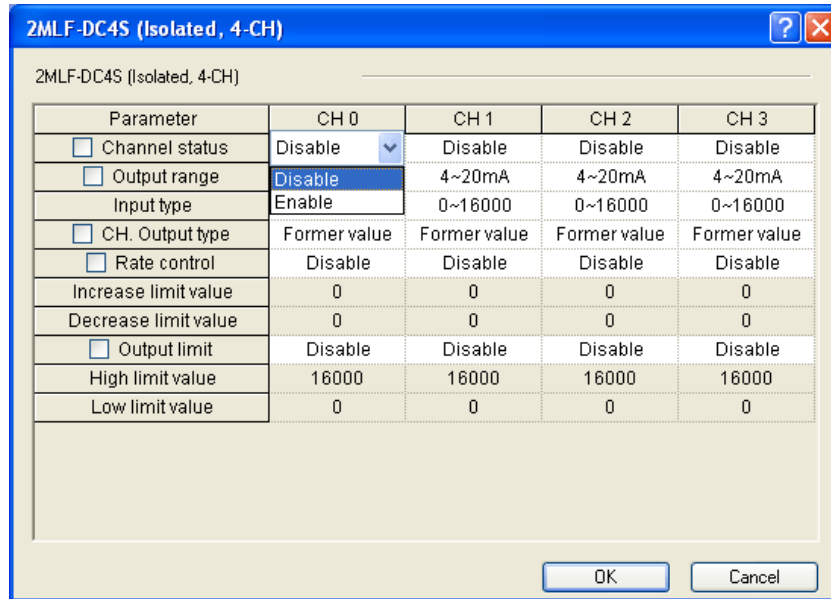 2MLF-DC4S (Isolated, 4-CH)
2MLF-DC4S (Isolated, 4-CH)
Parameter CH 0 CH 1 CH 2 CH 3
Channel status Disable Disable Disable Disable
Output range Disable 4~20mA 4~20mA 4~20mA
Input type Enable 0~16000 0~16000 0~16000
CH. Output type Former value Former value Former value Former value
Rate control Disable Disable Disable Disable
Increase limit value 0 0 0 0
Decrease limit value 0 0 0 0
Output limit Disable Disable Disable Disable
High limit value 16000 16000 16000 16000
Low limit value 0 0 0 0
OK Cancel